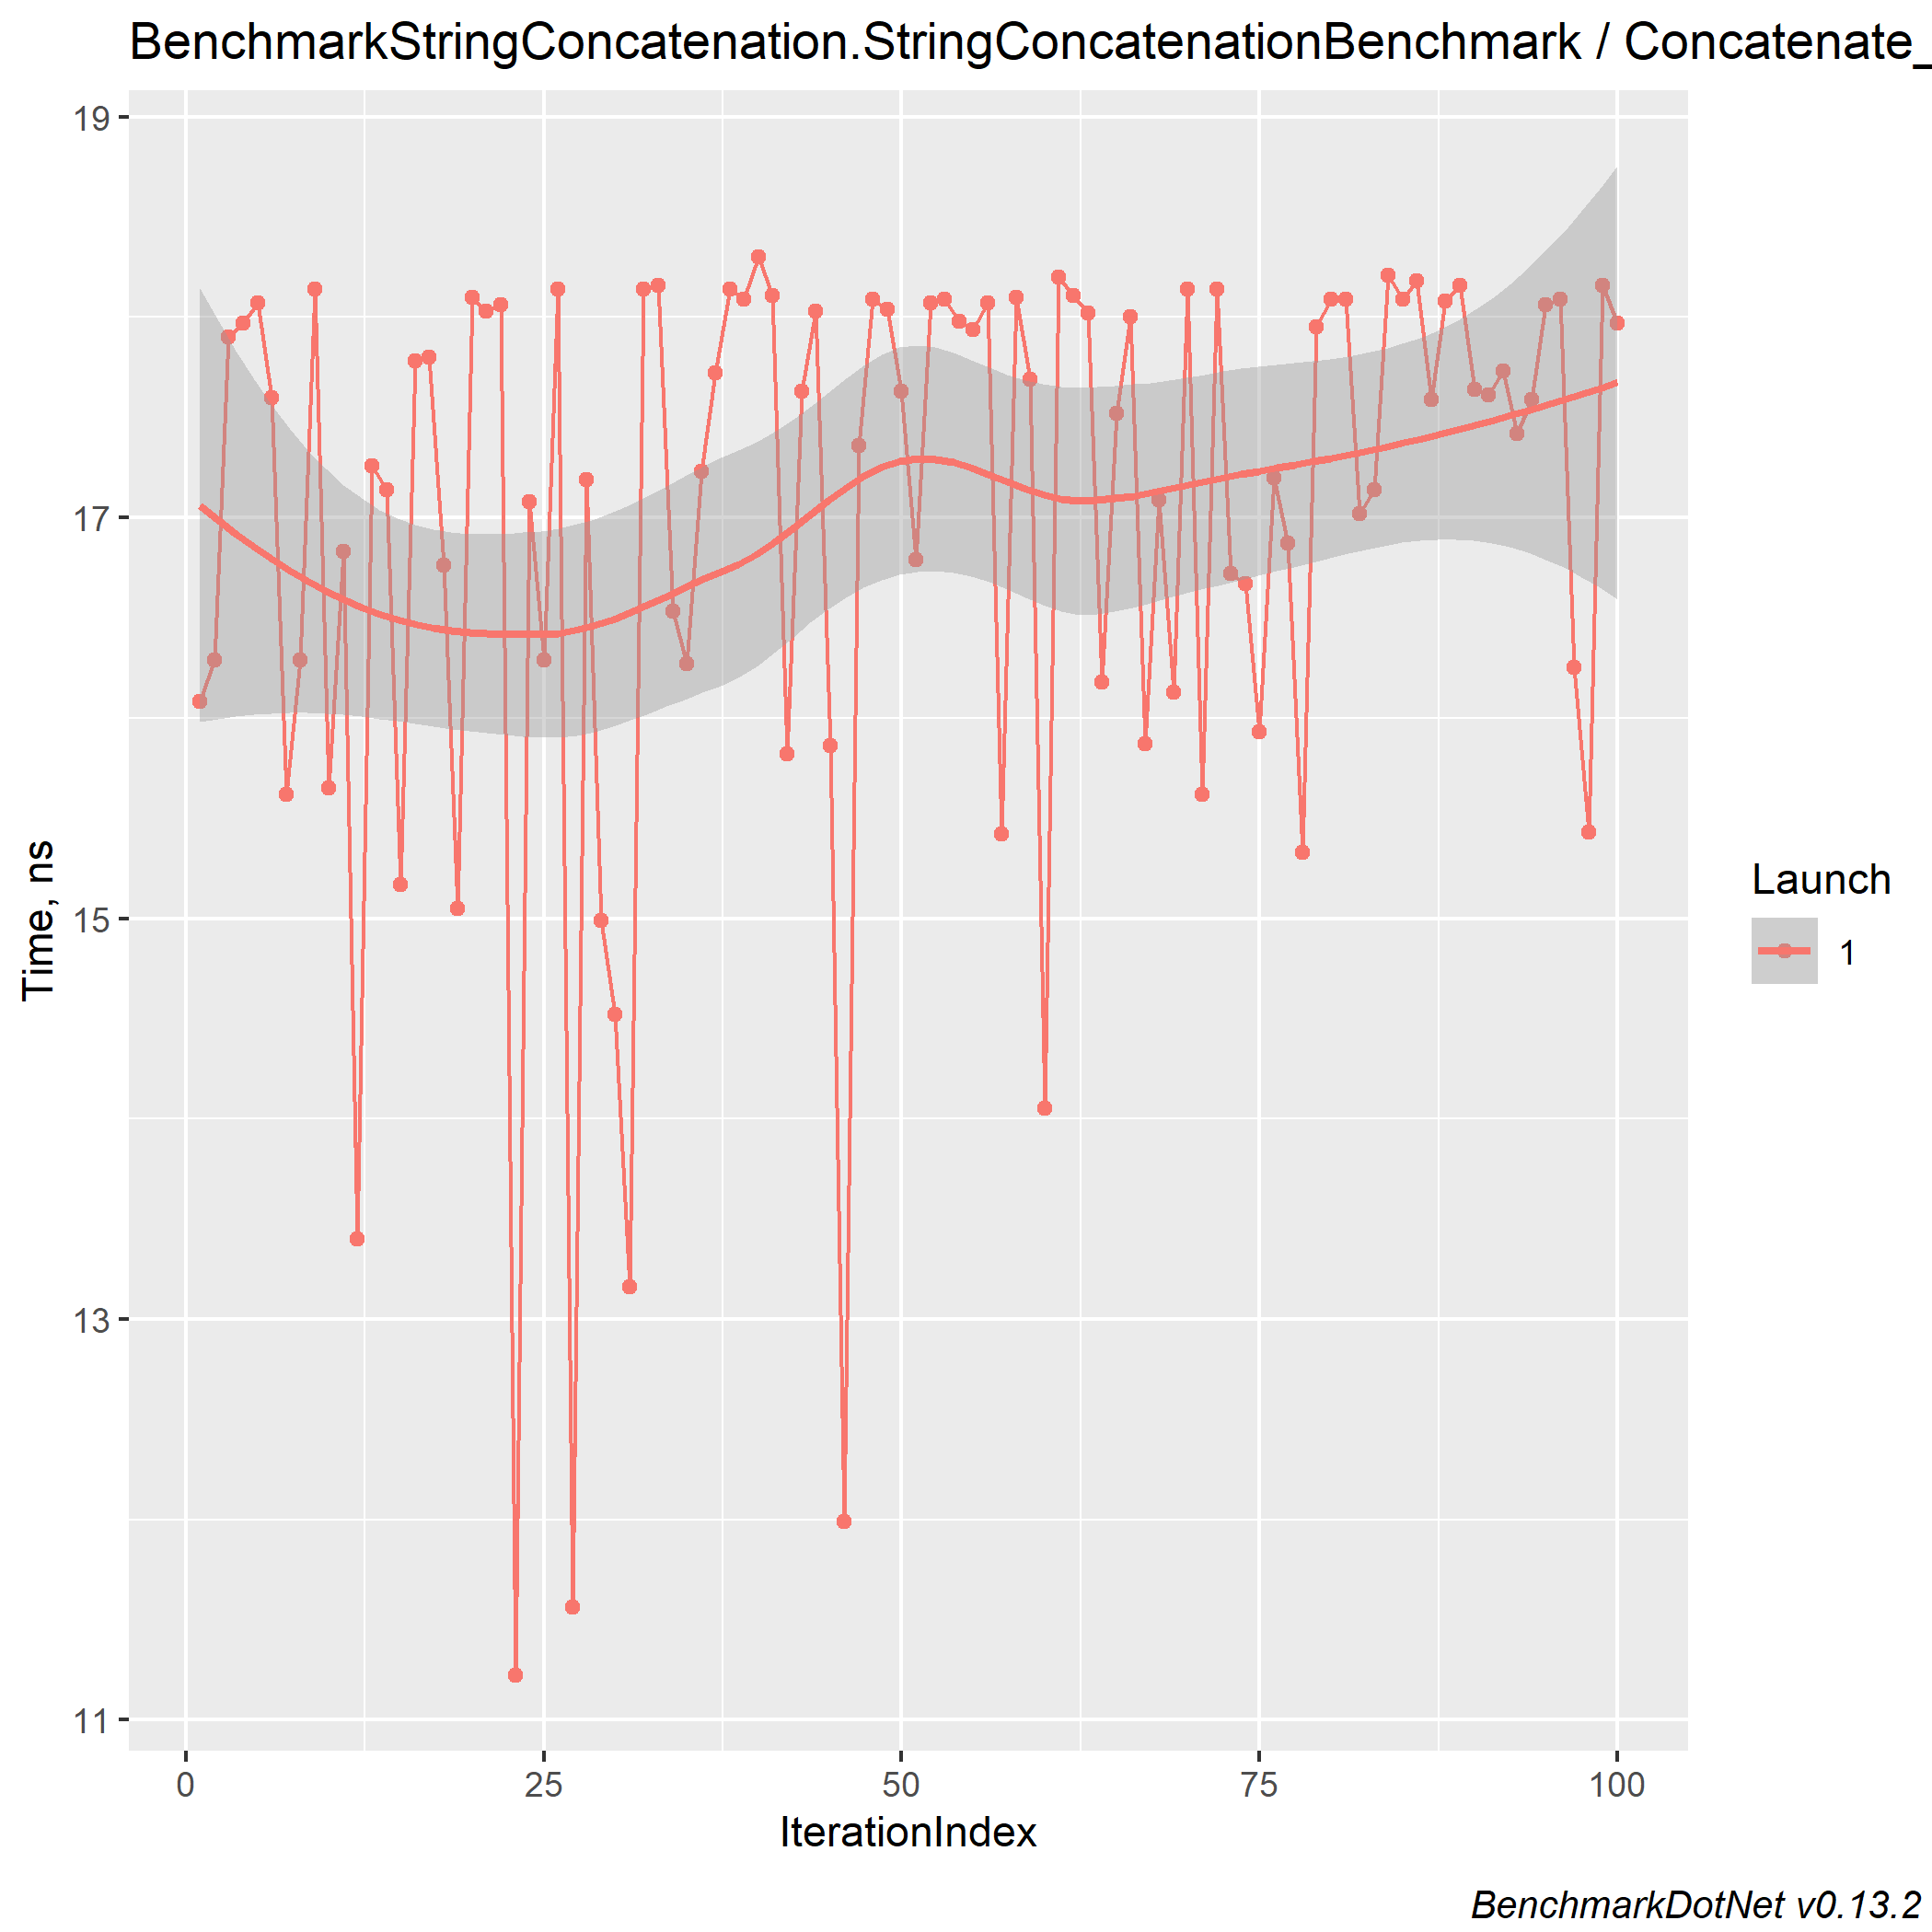 BenchmarkStringConcatenation.StringConcatenationBenchmark / Concatenate_
19
17
15
13
11
Time, ns
0 25 50 75 100
IterationIndex
Launch
1
BenchmarkDotNet v0.13.2